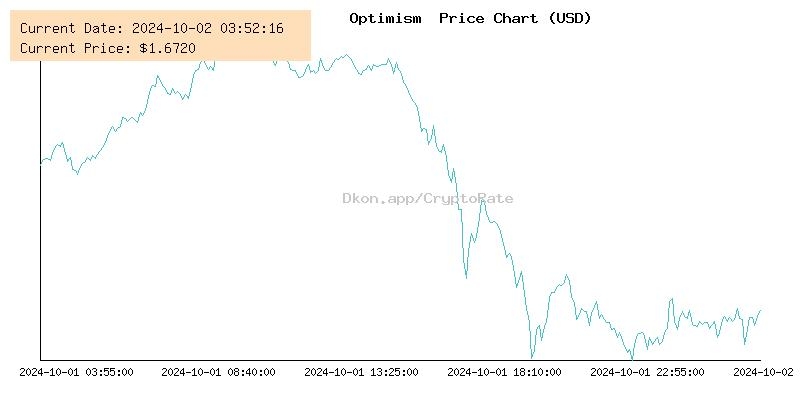 Optimism Price Chart (USD)
Current Date: 2024-10-02 03:52:16
Current Price: $1.6720
Dkon.app/CryptoRate
2024-10-01 03:55:00 2024-10-01 08:40:00 2024-10-01 13:25:00 2024-10-01 18:10:00 2024-10-01 22:55:00 2024-10-02